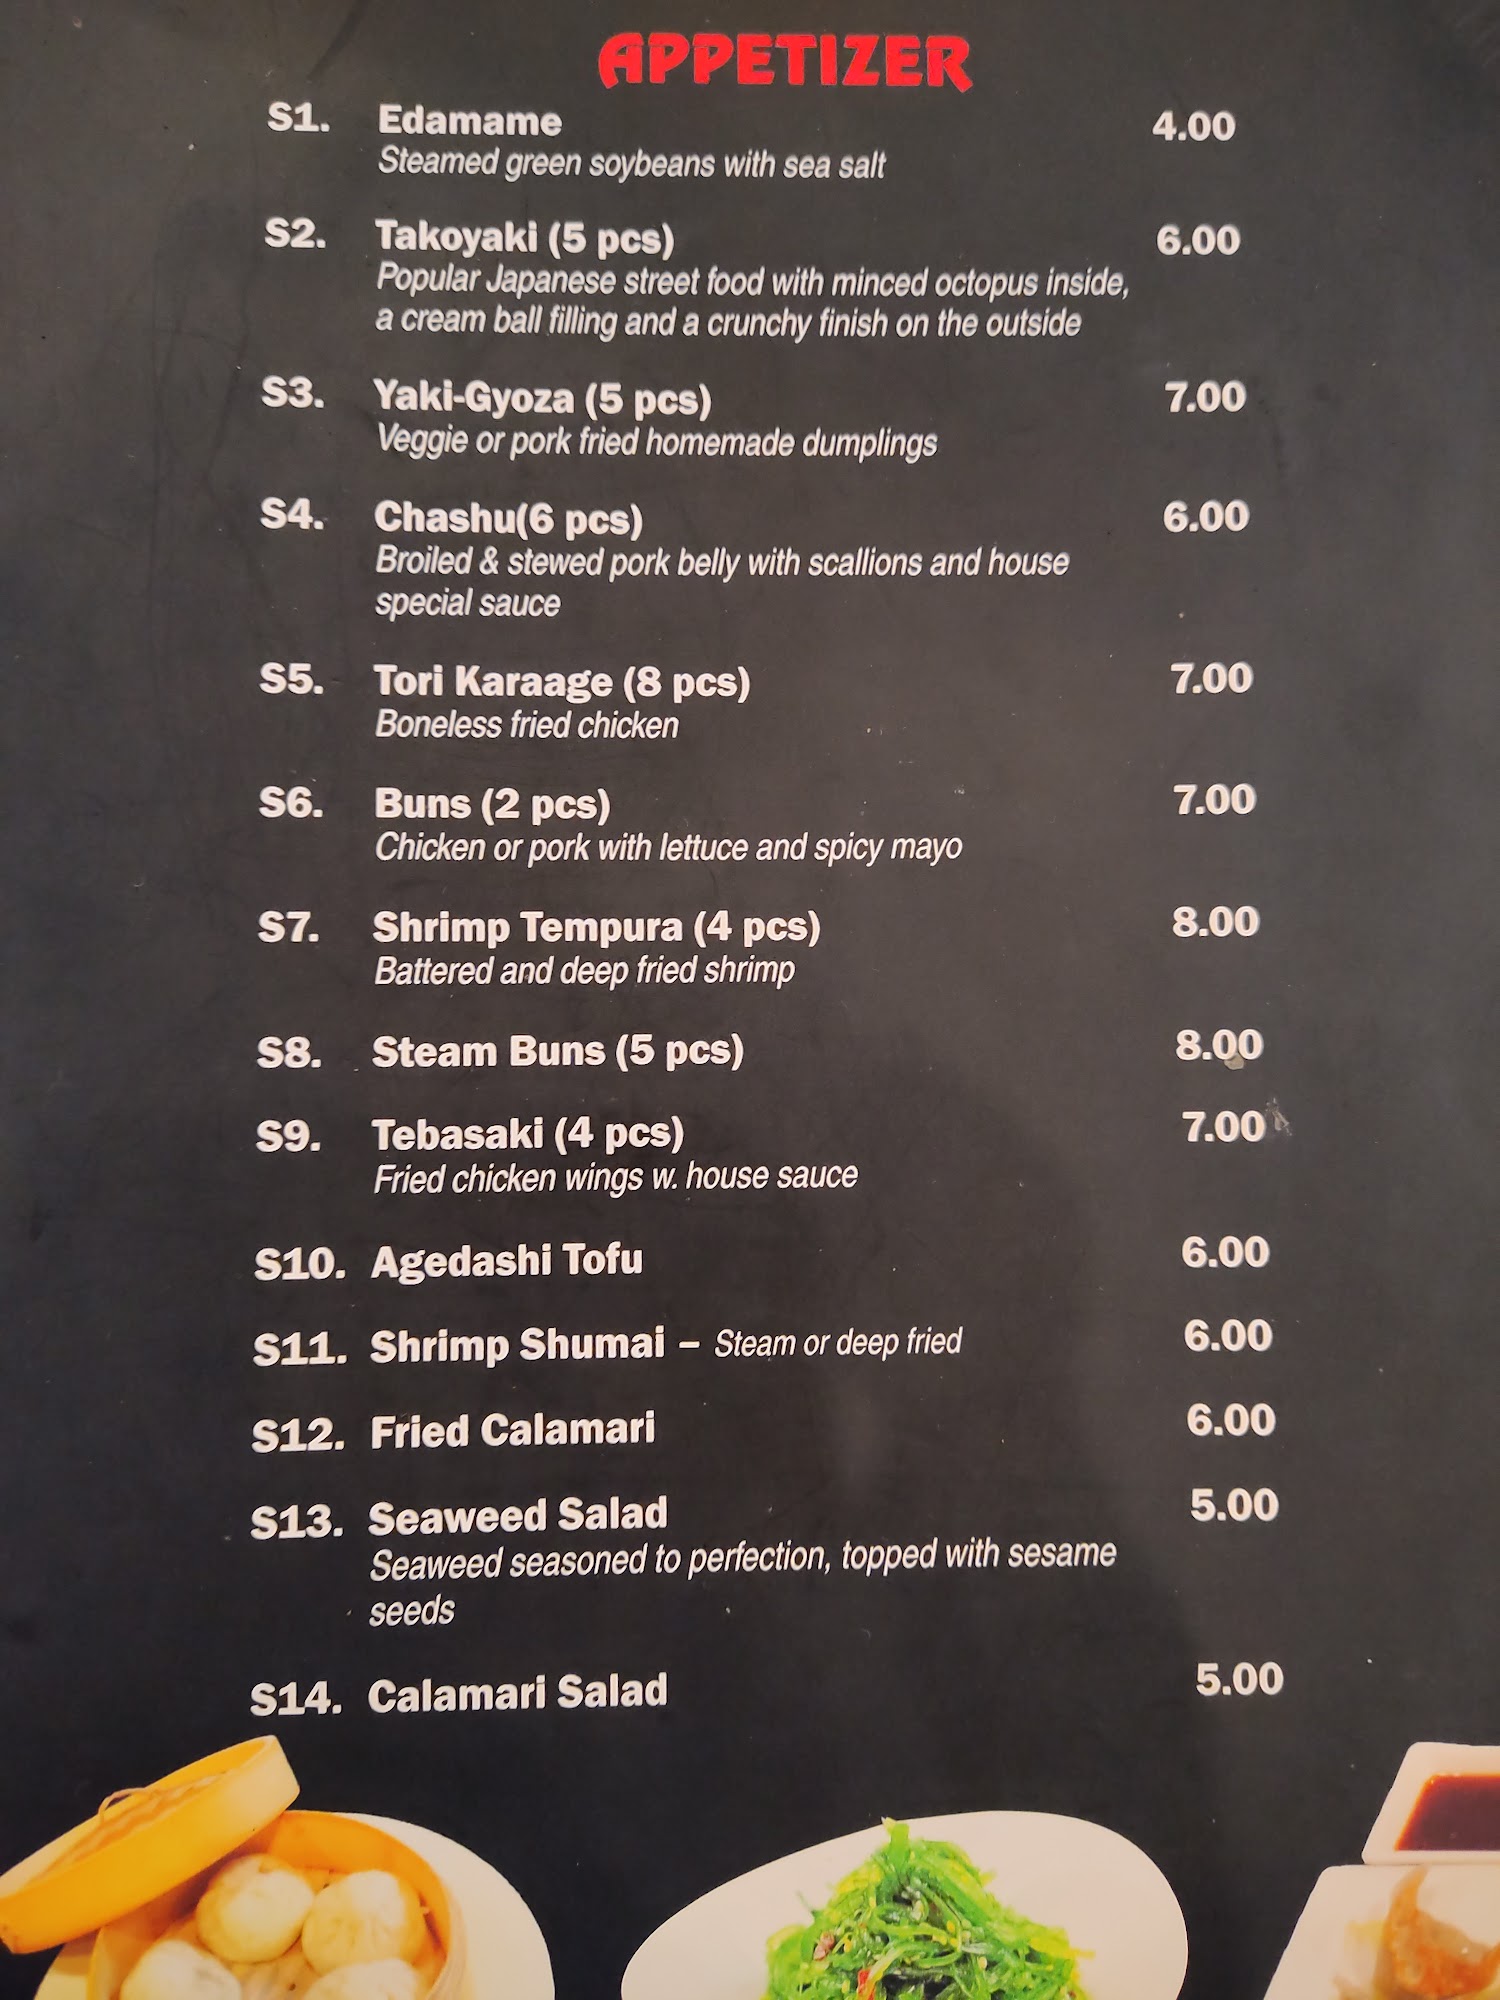 APPETIZER
S1. Edamame 4.00
Steamed green soybeans with sea salt
S2. Takoyaki (5 pcs) 6.00
Popular Japanese street food with minced octopus inside,
a cream ball filling and a crunchy finish on the outside
S3. Yaki-Gyoza (5 pcs) 7.00
Veggie or pork fried homemade dumplings
S4. Chashu(6 pcs) 6.00
Broiled & stewed pork belly with scallions and house
special sauce
S5. Tori Karaage (8 pcs) 7.00
Boneless fried chicken
S6. Buns (2 pcs) 7.00
Chicken or pork with lettuce and spicy mayo
S7. Shrimp Tempura (4 pcs) 8.00
Battered and deep fried shrimp
S8. Steam Buns (5 pcs) 8.00
S9. Tebasaki (4 pcs) 7.00
Fried chicken wings w. house sauce
S10. Agedashi Tofu 6.00
S11. Shrimp Shumai – Steam or deep fried 6.00
S12. Fried Calamari 6.00
S13. Seaweed Salad 5.00
Seaweed seasoned to perfection, topped with sesame
seeds
S14. Calamari Salad 5.00